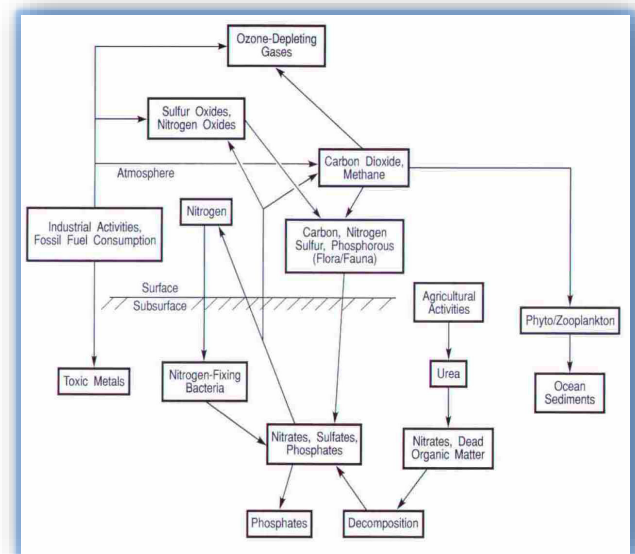 Ozone-Depleting
Gases
Sulfur Oxides,
Nitrogen Oxides
Carbon Dioxide,
Methane
Atmosphere
Industrial Activities,
Fossil Fuel Consumption
Nitrogen
Carbon, Nitrogen
Sulfur, Phosphorous
(Flora/Fauna)
Surface
Subsurface
Agricultural
Activities
Phyto/Zooplankton
Toxic Metals
Nitrogen-Fixing
Bacteria
Urea
Ocean
Sediments
Nitrates, Sulfates,
Phosphates
Nitrates, Dead
Organic Matter
Phosphates
Decomposition